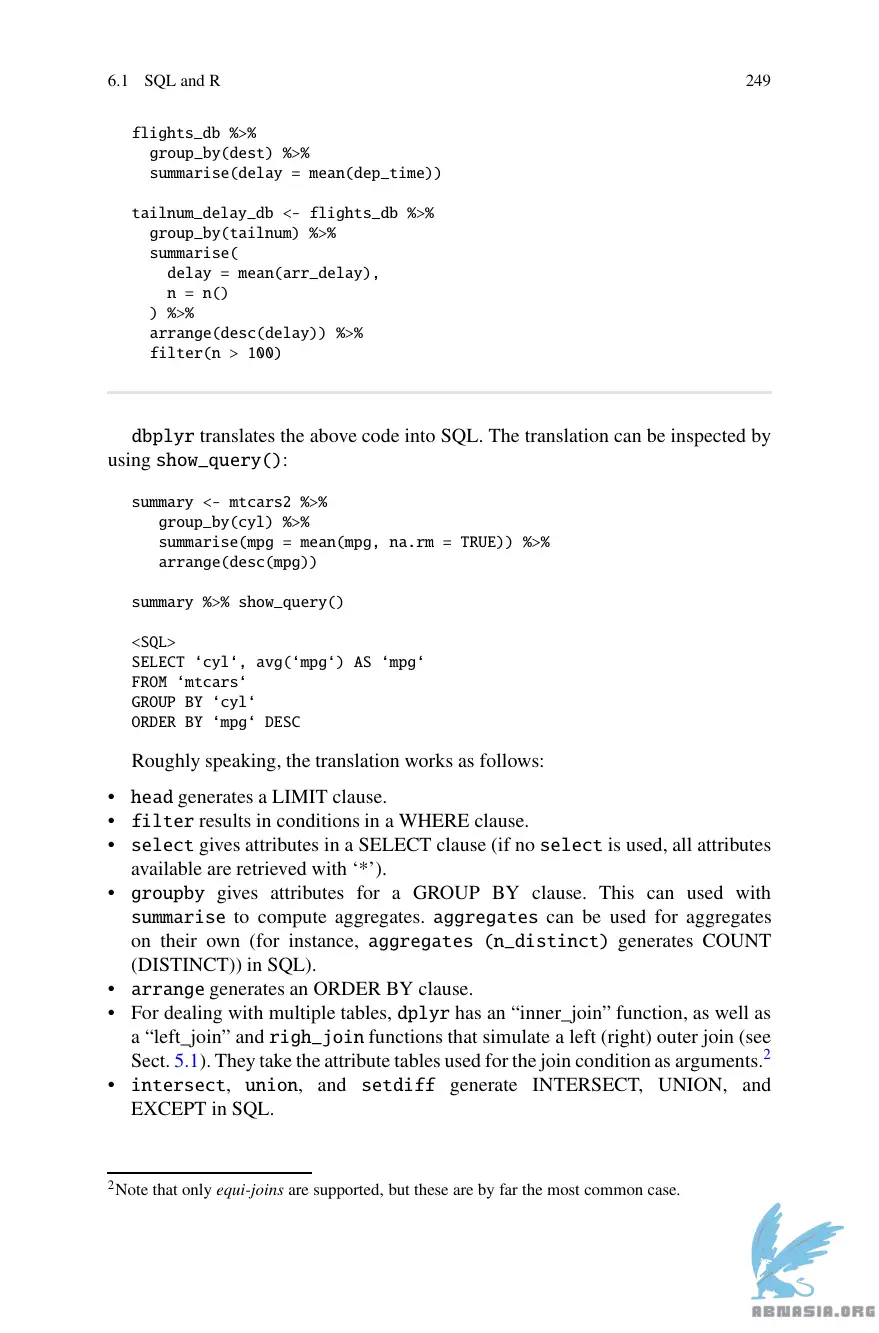 6.1 SQL and R 249
flights_db %>%
  group_by(dest) %>%
  summarise(delay = mean(dep_time))
tailnum_delay_db <- flights_db %>%
  group_by(tailnum) %>%
  summarise(
    delay = mean(arr_delay),
    n = n()
  ) %>%
  arrange(desc(delay)) %>%
  filter(n > 100)
dbplyr translates the above code into SQL. The translation can be inspected by
using show_query():
summary <- mtcars2 %>%
   group_by(cyl) %>%
   summarise(mpg = mean(mpg, na.rm = TRUE)) %>%
   arrange(desc(mpg))
summary %>% show_query()
<SQL>
SELECT ‘cyl‘, avg(‘mpg‘) AS ‘mpg‘
FROM ‘mtcars‘
GROUP BY ‘cyl‘
ORDER BY ‘mpg‘ DESC
Roughly speaking, the translation works as follows:
• head generates a LIMIT clause.
• filter results in conditions in a WHERE clause.
• select gives attributes in a SELECT clause (if no select is used, all attributes
available are retrieved with ‘*’).
• groupby gives attributes for a GROUP BY clause. This can used with
summarise to compute aggregates. aggregates can be used for aggregates
on their own (for instance, aggregates (n_distinct) generates COUNT
(DISTINCT)) in SQL).
• arrange generates an ORDER BY clause.
• For dealing with multiple tables, dplyr has an “inner_join” function, as well as
a “left_join” and righ_join functions that simulate a left (right) outer join (see
Sect. 5.1). They take the attribute tables used for the join condition as arguments.2
• intersect, union, and setdiff generate INTERSECT, UNION, and
EXCEPT in SQL.
2Note that only equi-joins are supported, but these are by far the most common case.
ABNASIA.ORG